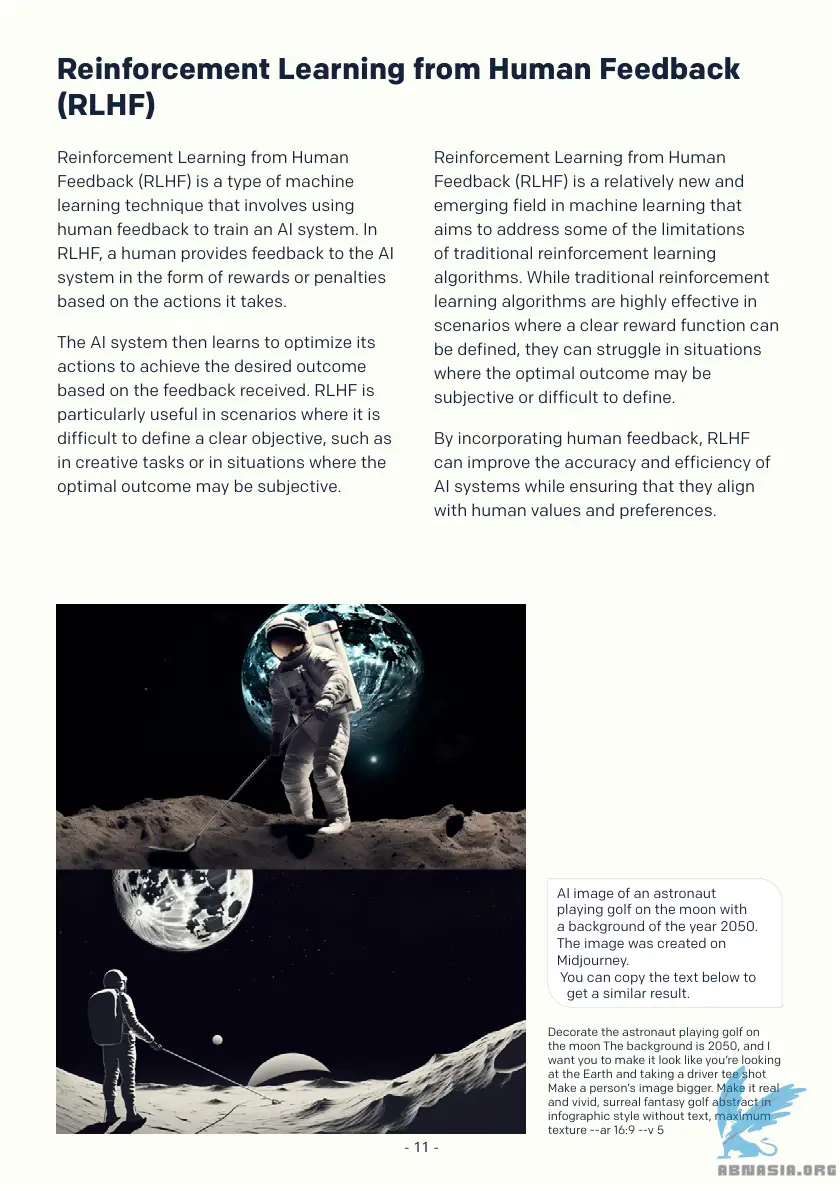 Reinforcement Learning from Human Feedback
(RLHF)
Reinforcement Learning from Human
Feedback (RLHF) is a type of machine
learning technique that involves using
human feedback to train an AI system. In
RLHF, a human provides feedback to the AI
system in the form of rewards or penalties
based on the actions it takes.
The AI system then learns to optimize its
actions to achieve the desired outcome
based on the feedback received. RLHF is
particularly useful in scenarios where it is
difficult to define a clear objective, such as
in creative tasks or in situations where the
optimal outcome may be subjective.
Reinforcement Learning from Human
Feedback (RLHF) is a relatively new and
emerging field in machine learning that
aims to address some of the limitations
of traditional reinforcement learning
algorithms. While traditional reinforcement
learning algorithms are highly effective in
scenarios where a clear reward function can
be defined, they can struggle in situations
where the optimal outcome may be
subjective or difficult to define.
By incorporating human feedback, RLHF
can improve the accuracy and efficiency of
AI systems while ensuring that they align
with human values and preferences.
AI image of an astronaut
playing golf on the moon with
a background of the year 2050.
The image was created on
Midjourney.
You can copy the text below to
get a similar result.
Decorate the astronaut playing golf on
the moon The background is 2050, and I
want you to make it look like you're looking
at the Earth and taking a driver tee shot
Make a person's image bigger. Make it real
and vivid, surreal fantasy golf abstract in
infographic style without text, maximum
texture --ar 16:9 --v 5
- 11 -
ABNASIA.ORG